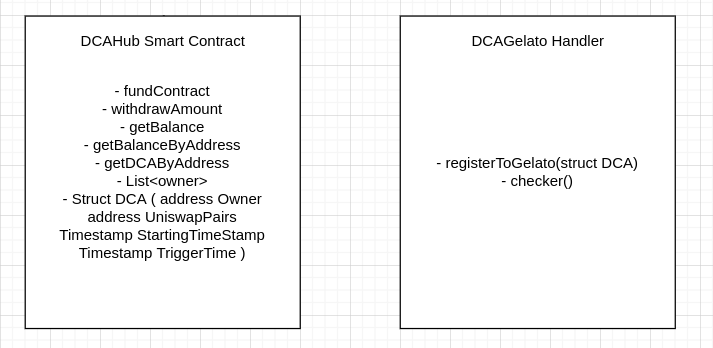 DCAHub Smart Contract
- fundContract
- withdrawAmount
- getBalance
- getBalanceByAddress
- getDCAByAddress
- List<owner>
- Struct DCA ( address Owner
address UniswapPairs
Timestamp StartingTimeStamp
Timestamp TriggerTime )
DCAGelato Handler
- registerToGelato(struct DCA)
- checker()